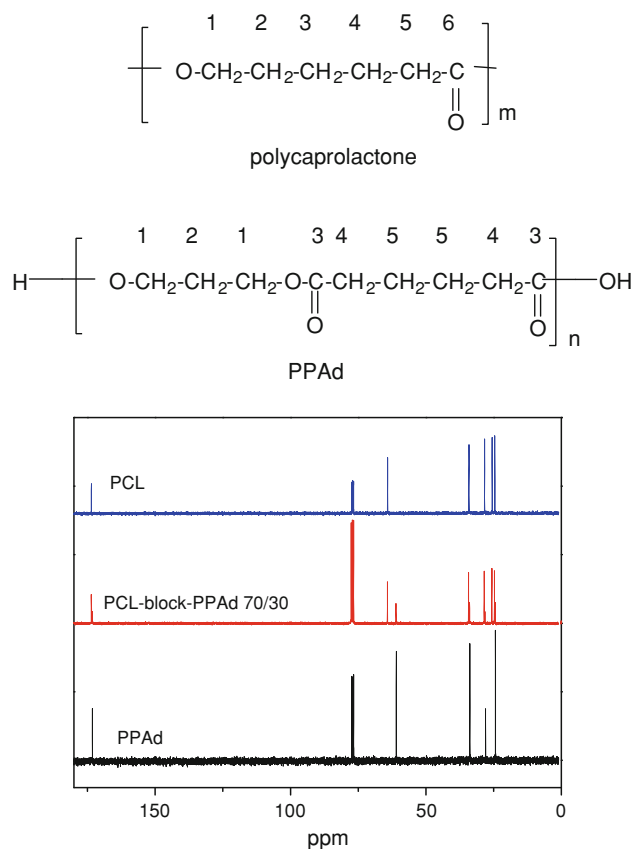 1 2 3 4 5 6
O-CH₂-CH₂-CH₂-CH₂-CH₂-C
O
m
polycaprolactone
1 2 1 3 4 5 5 4 3
H O-CH₂-CH₂-CH₂-O-C-CH₂-CH₂-CH₂-CH₂-C OH
O O
n
PPAd
PCL
PCL-block-PPAd 70/30
PPAd
150 100 50 0
ppm